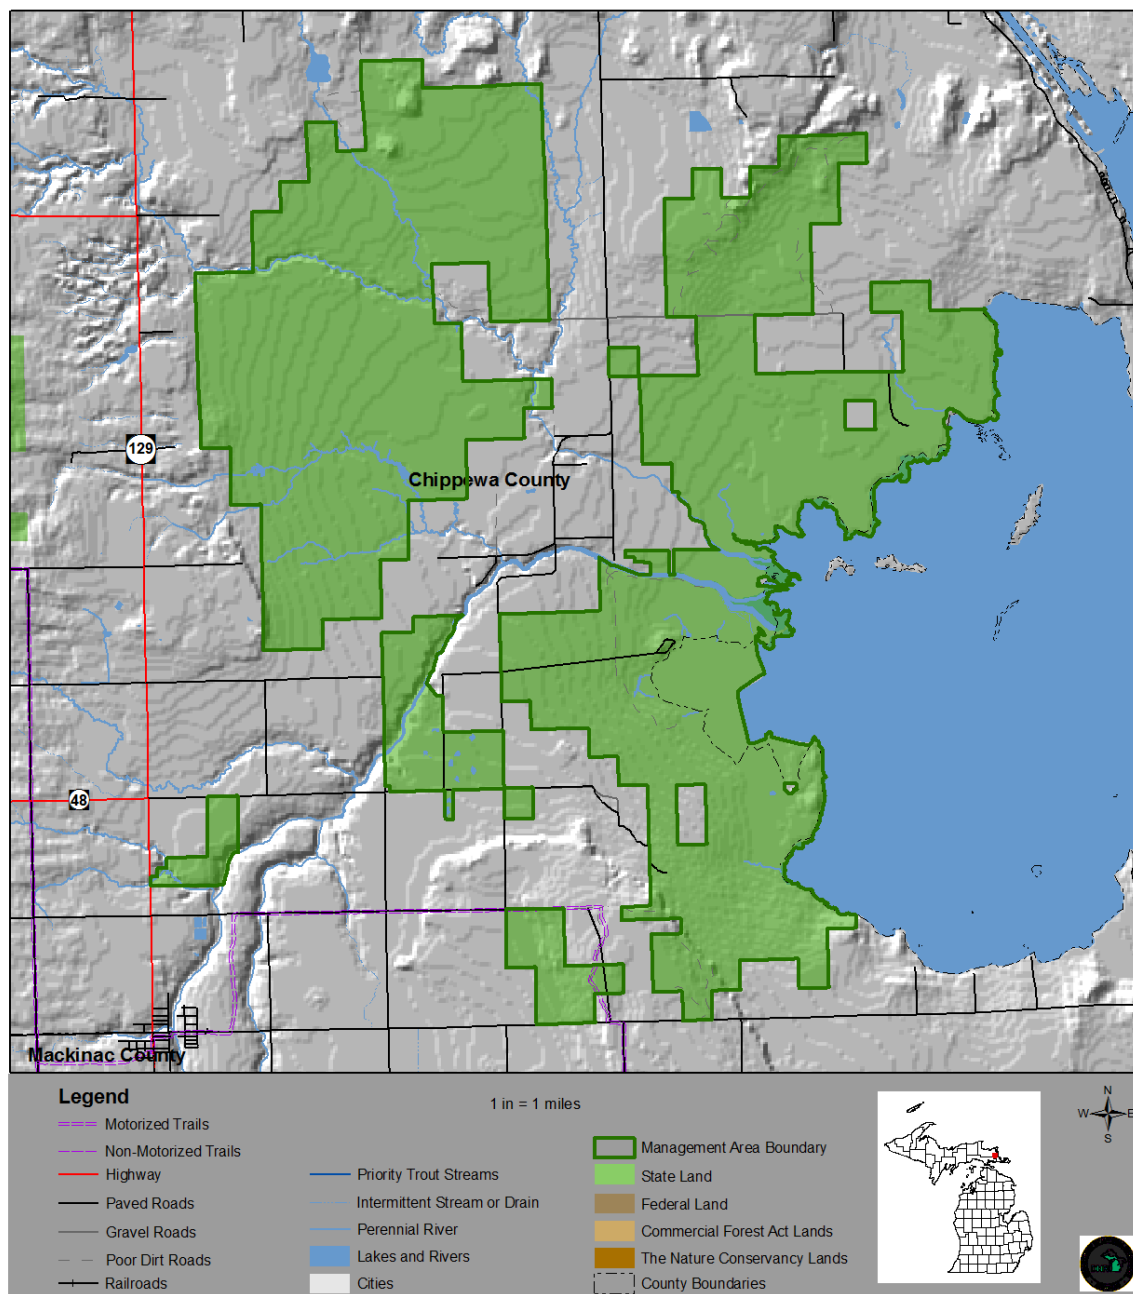 129
Chippewa County
48
Mackinac County
Legend
1 in = 1 miles
Motorized Trails
Non-Motorized Trails
Highway
Paved Roads
Gravel Roads
Poor Dirt Roads
Railroads
Priority Trout Streams
Intermittent Stream or Drain
Perennial River
Lakes and Rivers
Cities
Management Area Boundary
State Land
Federal Land
Commercial Forest Act Lands
The Nature Conservancy Lands
County Boundaries
N
W E
S